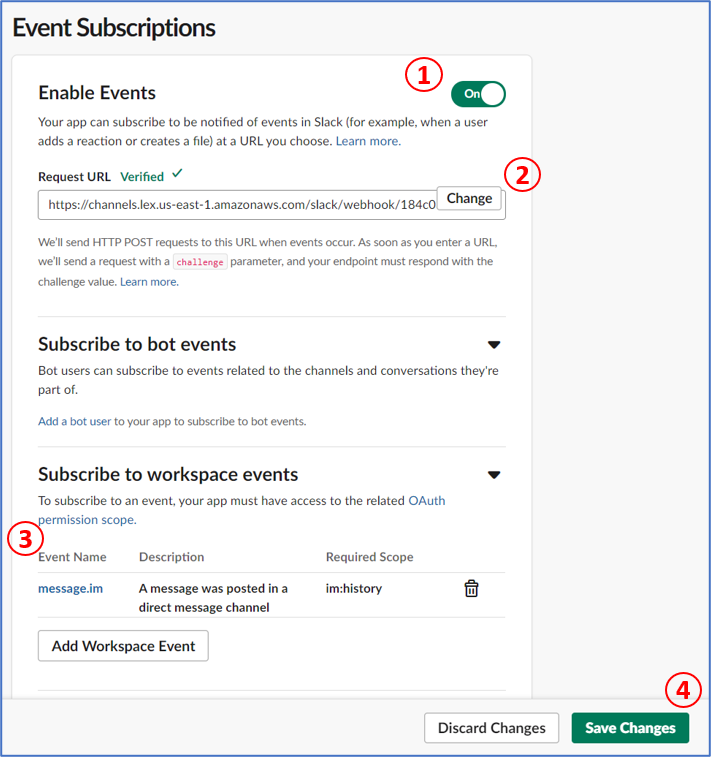 Event Subscriptions
1
Enable Events
On
Your app can subscribe to be notified of events in Slack (for example, when a user
adds a reaction or creates a file) at a URL you choose. Learn more.
Request URL Verified ✓
2
https://channels.lex.us-east-1.amazonaws.com/slack/webhook/184c0
Change
We'll send HTTP POST requests to this URL when events occur. As soon as you enter a URL,
we'll send a request with a challenge parameter, and your endpoint must respond with the
challenge value. Learn more.
Subscribe to bot events
Bot users can subscribe to events related to the channels and conversations they're
part of.
Add a bot user to your app to subscribe to bot events.
Subscribe to workspace events
To subscribe to an event, your app must have access to the related OAuth
permission scope.
3
Event Name Description Required Scope
message.im A message was posted in a im:history
direct message channel
Add Workspace Event
4
Discard Changes Save Changes